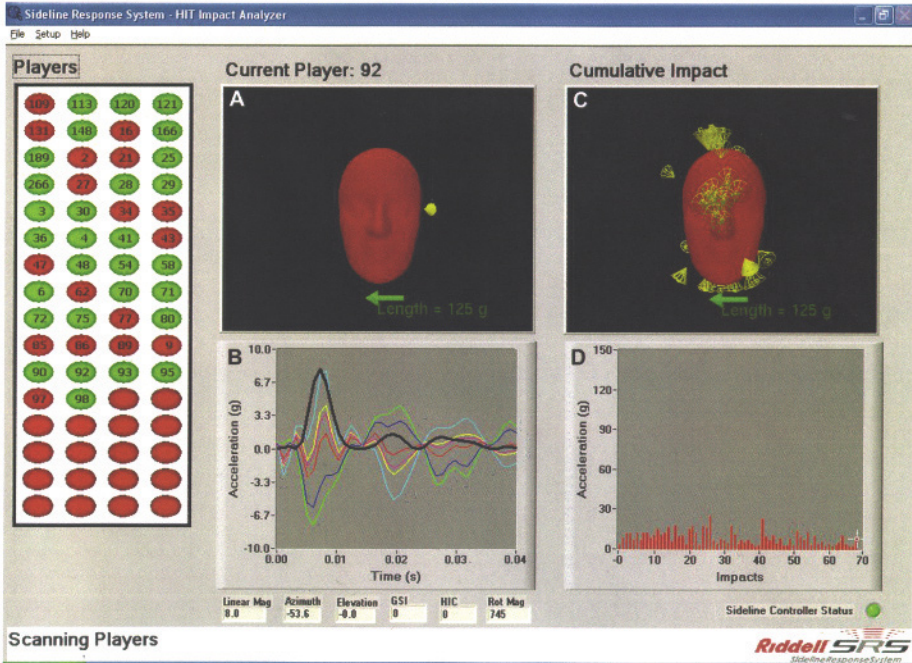 Sideline Response System - HIT Impact Analyzer
File Setup Help
Players
109 113 120 121
131 148 16 166
189 2 21 25
266 27 28 29
3 30 34 35
36 4 41 43
47 48 54 58
6 62 70 71
72 75 77 80
85 86 89 9
90 92 93 95
97 98
Current Player: 92
A
Length = 125 g
Cumulative Impact
C
Length = 125 g
B
Acceleration (g)
10.0
6.7
3.3
0.0
-3.3
-6.7
-10.0
0.00 0.01 0.02 0.03 0.04
Time (s)
D
Acceleration (g)
150
120
90
60
30
0
-0 10 20 30 40 50 60 70
Impacts
Linear Mag Azimuth Elevation GSI HIC Rot Mag
8.0 -53.6 -0.0 0 0 745
Sideline Controller Status
Scanning Players
Riddell SRS
SidelineResponseSystem